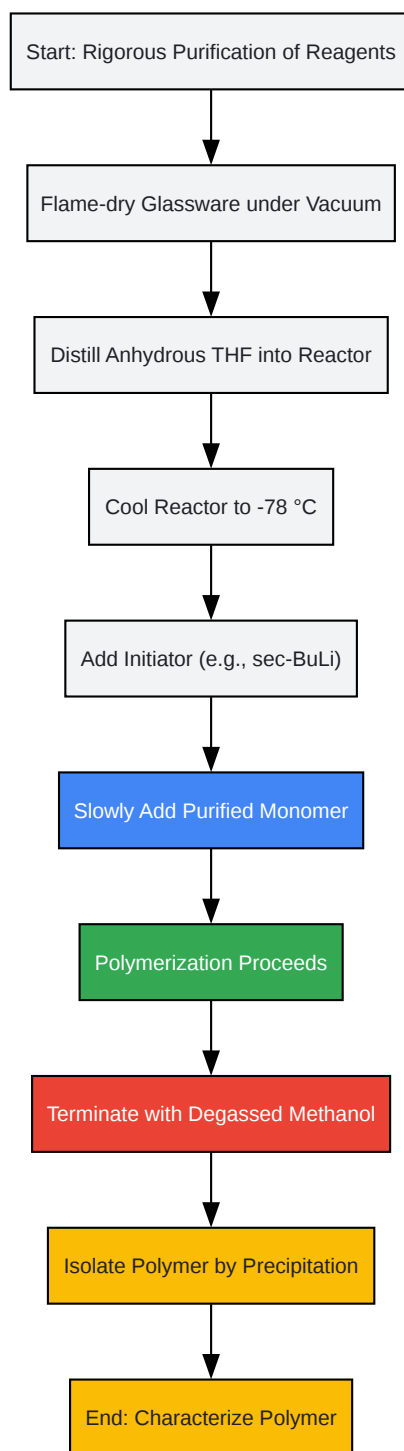 Start: Rigorous Purification of Reagents
Flame-dry Glassware under Vacuum
Distill Anhydrous THF into Reactor
Cool Reactor to -78 °C
Add Initiator (e.g., sec-BuLi)
Slowly Add Purified Monomer
Polymerization Proceeds
Terminate with Degassed Methanol
Isolate Polymer by Precipitation
End: Characterize Polymer